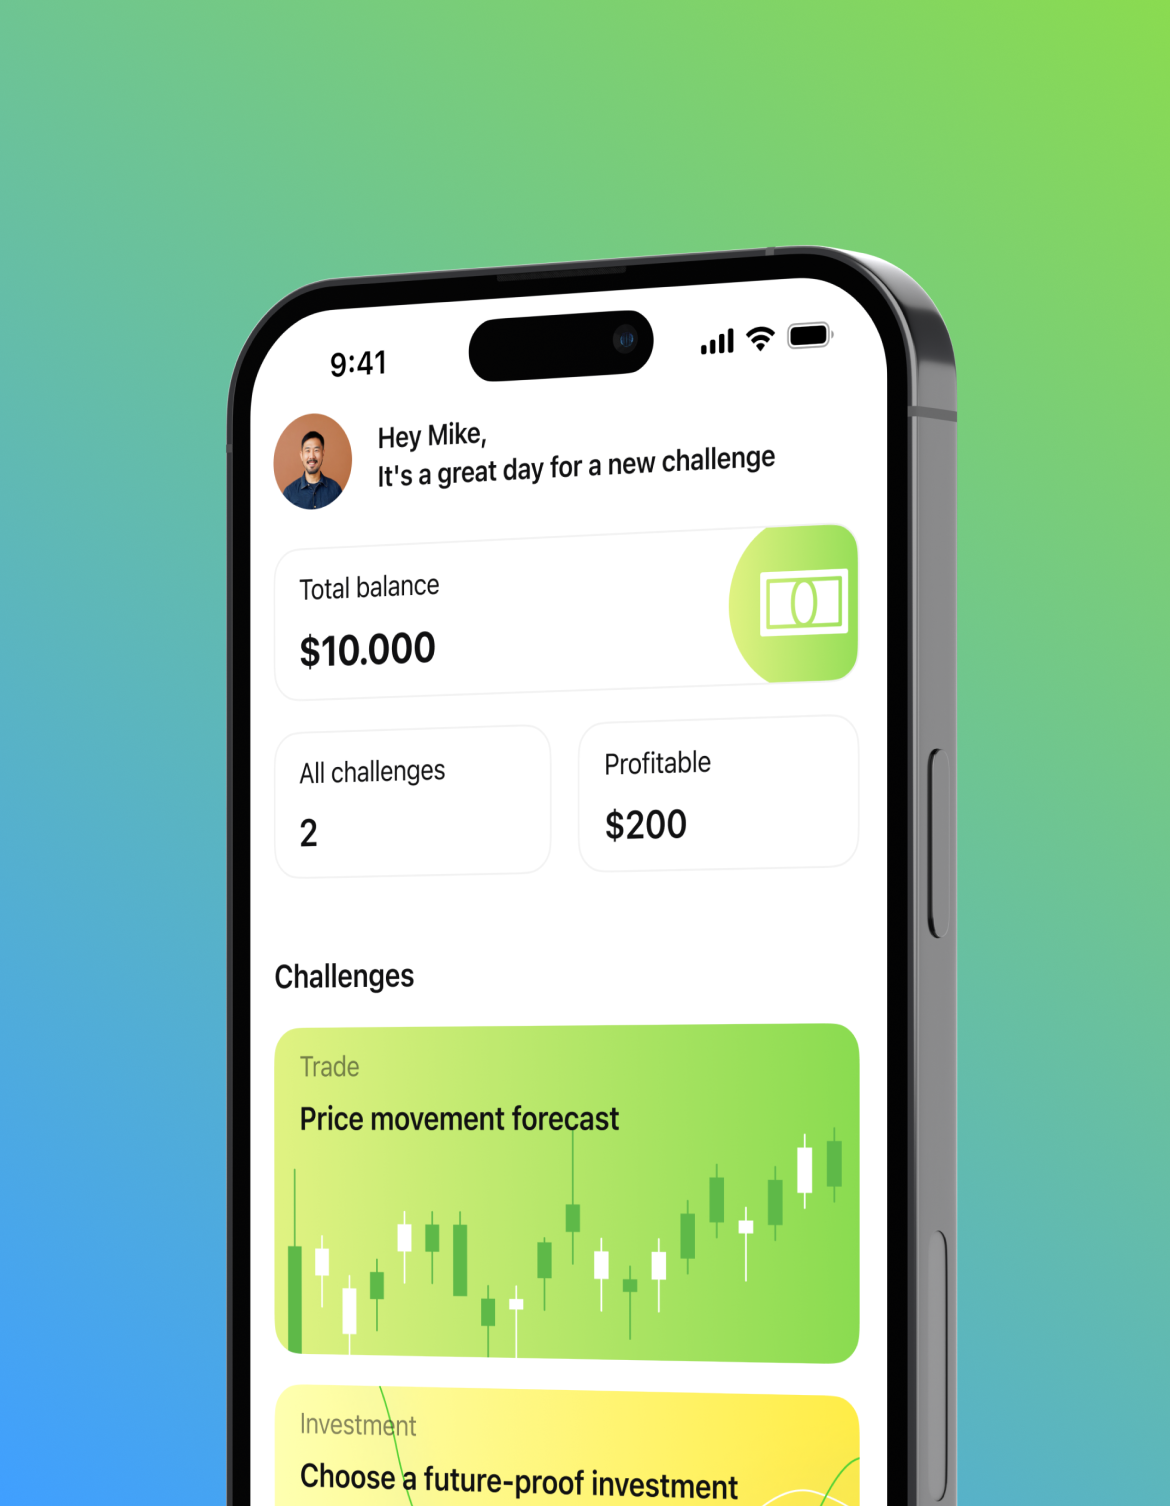 9:41
Hey Mike,
It's a great day for a new challenge
Total balance
$10.000
All challenges
2
Profitable
$200
Challenges
Trade
Price movement forecast
Investment
Choose a future-proof investment